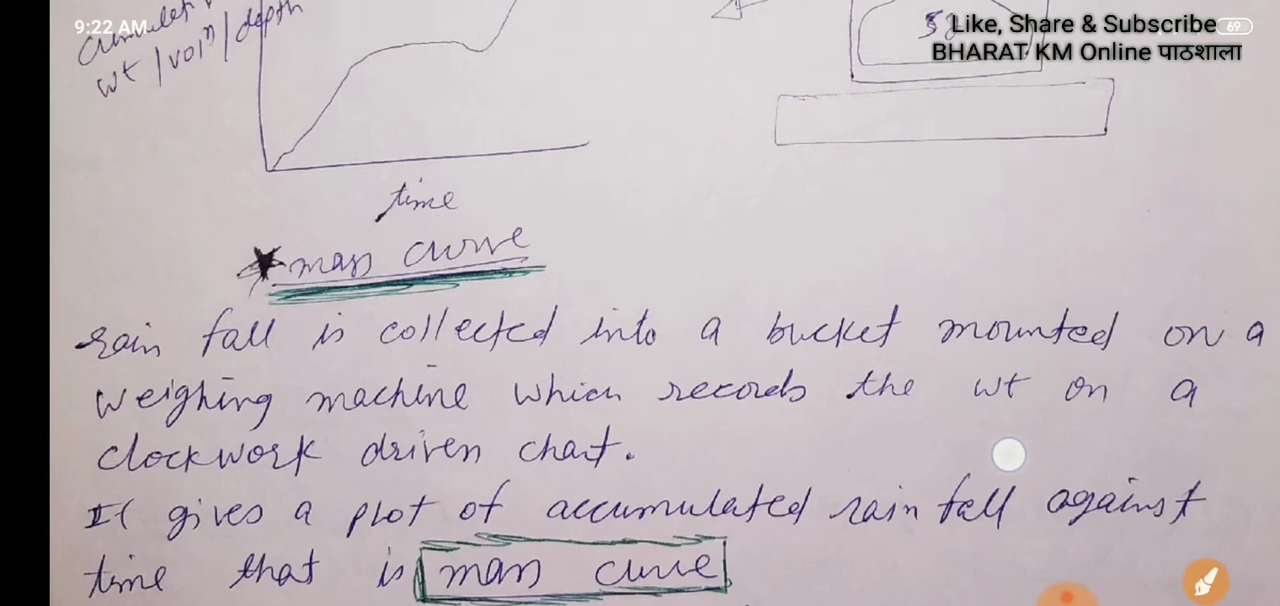 9:22 AM
69
Like, Share & Subscribe
BHARAT KM Online पाठशाला
wt / voln / depth
time
mass curve
rain fall is collected into a bucket mounted on a
weighing machine which records the wt on a
clockwork driven chart.
It gives a plot of accumulated rain fall against
time that is mass curve